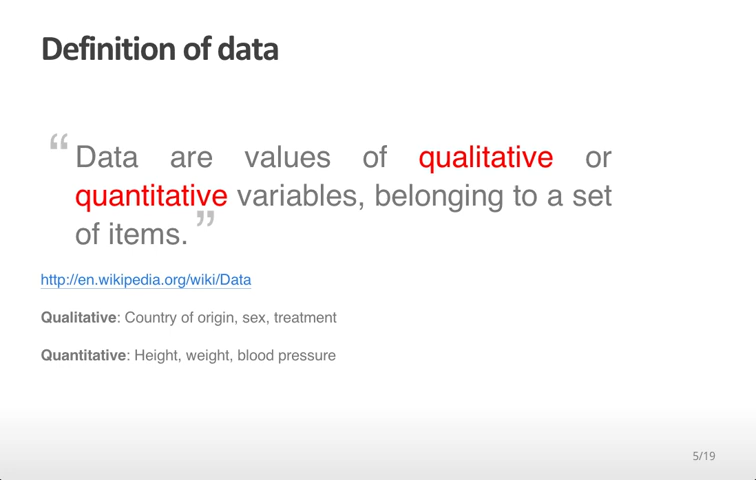 Definition of data
“ Data are values of qualitative or
quantitative variables, belonging to a set
of items. ”
http://en.wikipedia.org/wiki/Data
Qualitative: Country of origin, sex, treatment
Quantitative: Height, weight, blood pressure
5/19